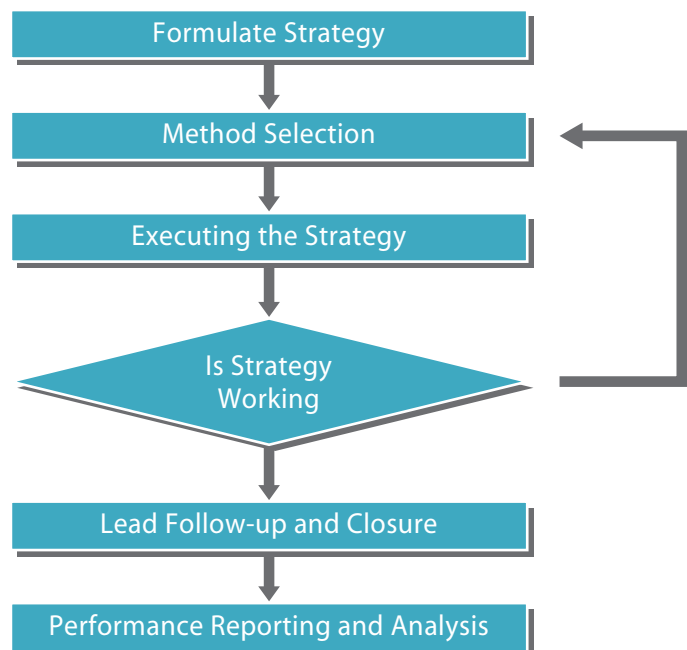 Formulate Strategy
Method Selection
Executing the Strategy
Is Strategy
Working
Lead Follow-up and Closure
Performance Reporting and Analysis